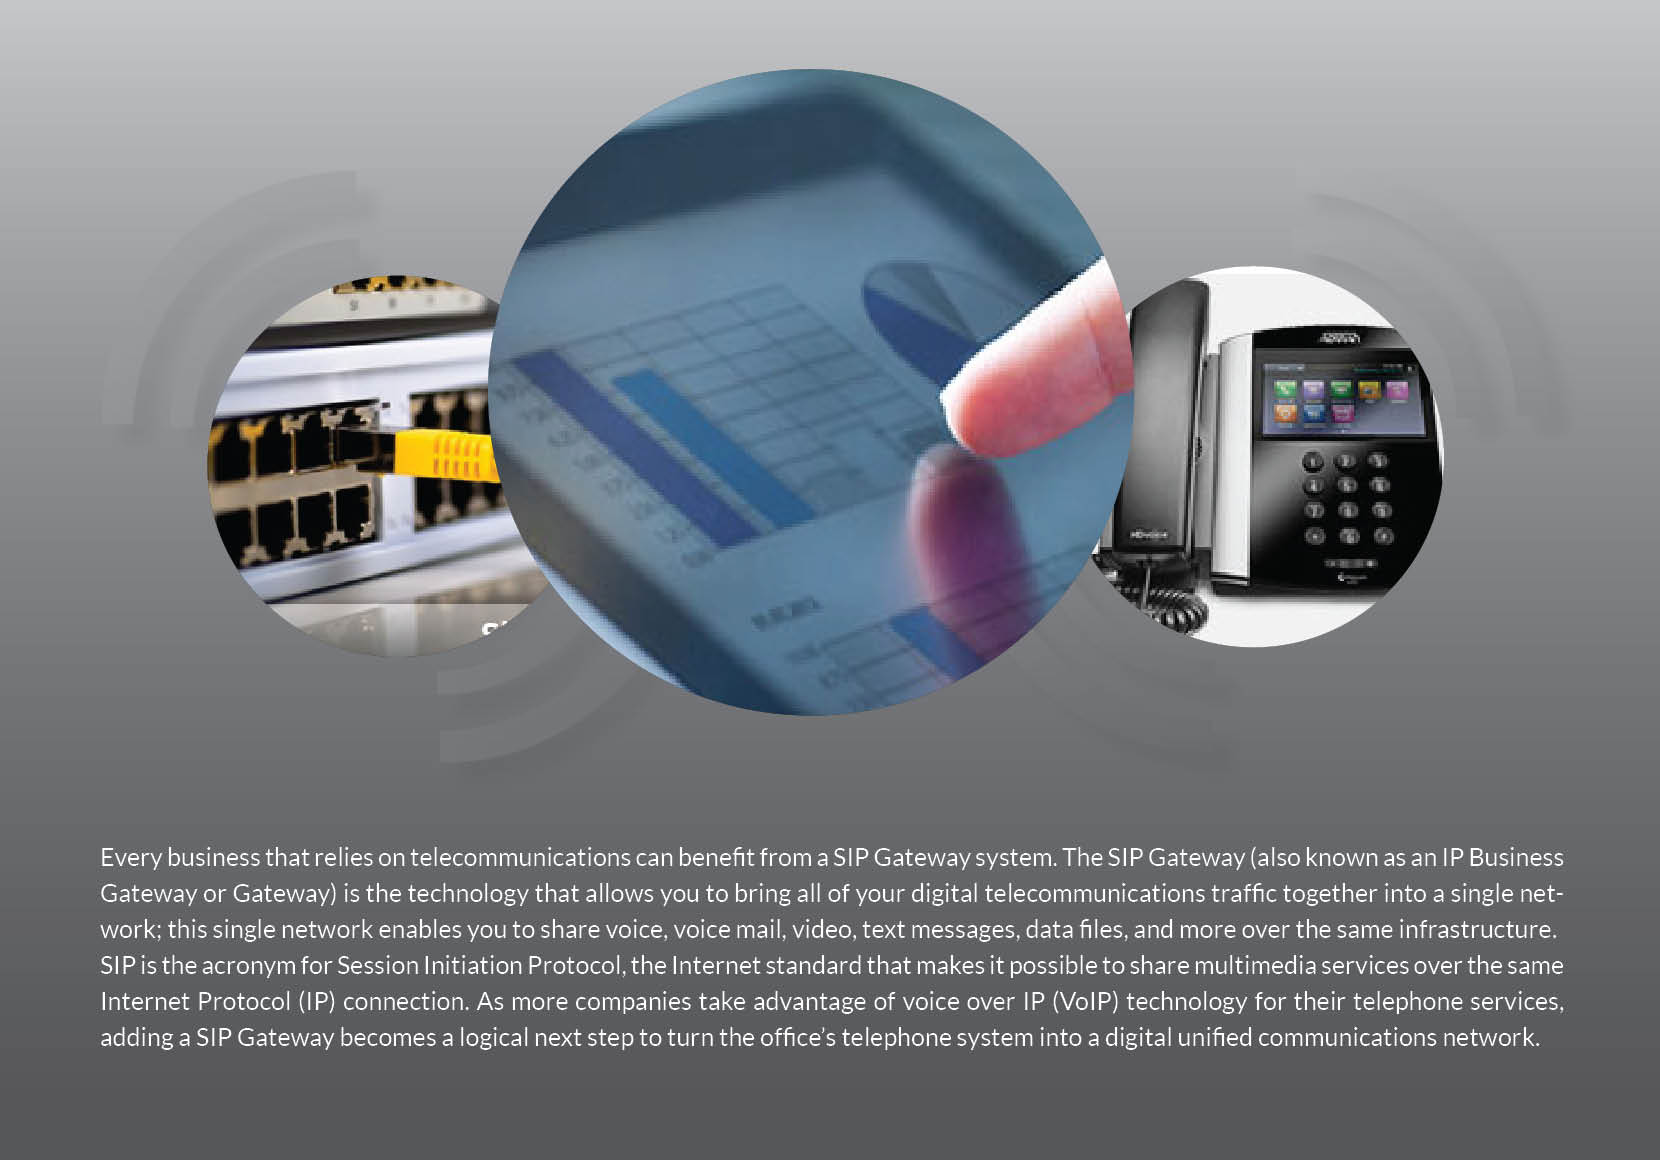 ADTRAN
HDvoice
Every business that relies on telecommunications can benefit from a SIP Gateway system. The SIP Gateway (also known as an IP Business
Gateway or Gateway) is the technology that allows you to bring all of your digital telecommunications traffic together into a single net-
work; this single network enables you to share voice, voice mail, video, text messages, data files, and more over the same infrastructure.
SIP is the acronym for Session Initiation Protocol, the Internet standard that makes it possible to share multimedia services over the same
Internet Protocol (IP) connection. As more companies take advantage of voice over IP (VoIP) technology for their telephone services,
adding a SIP Gateway becomes a logical next step to turn the office’s telephone system into a digital unified communications network.